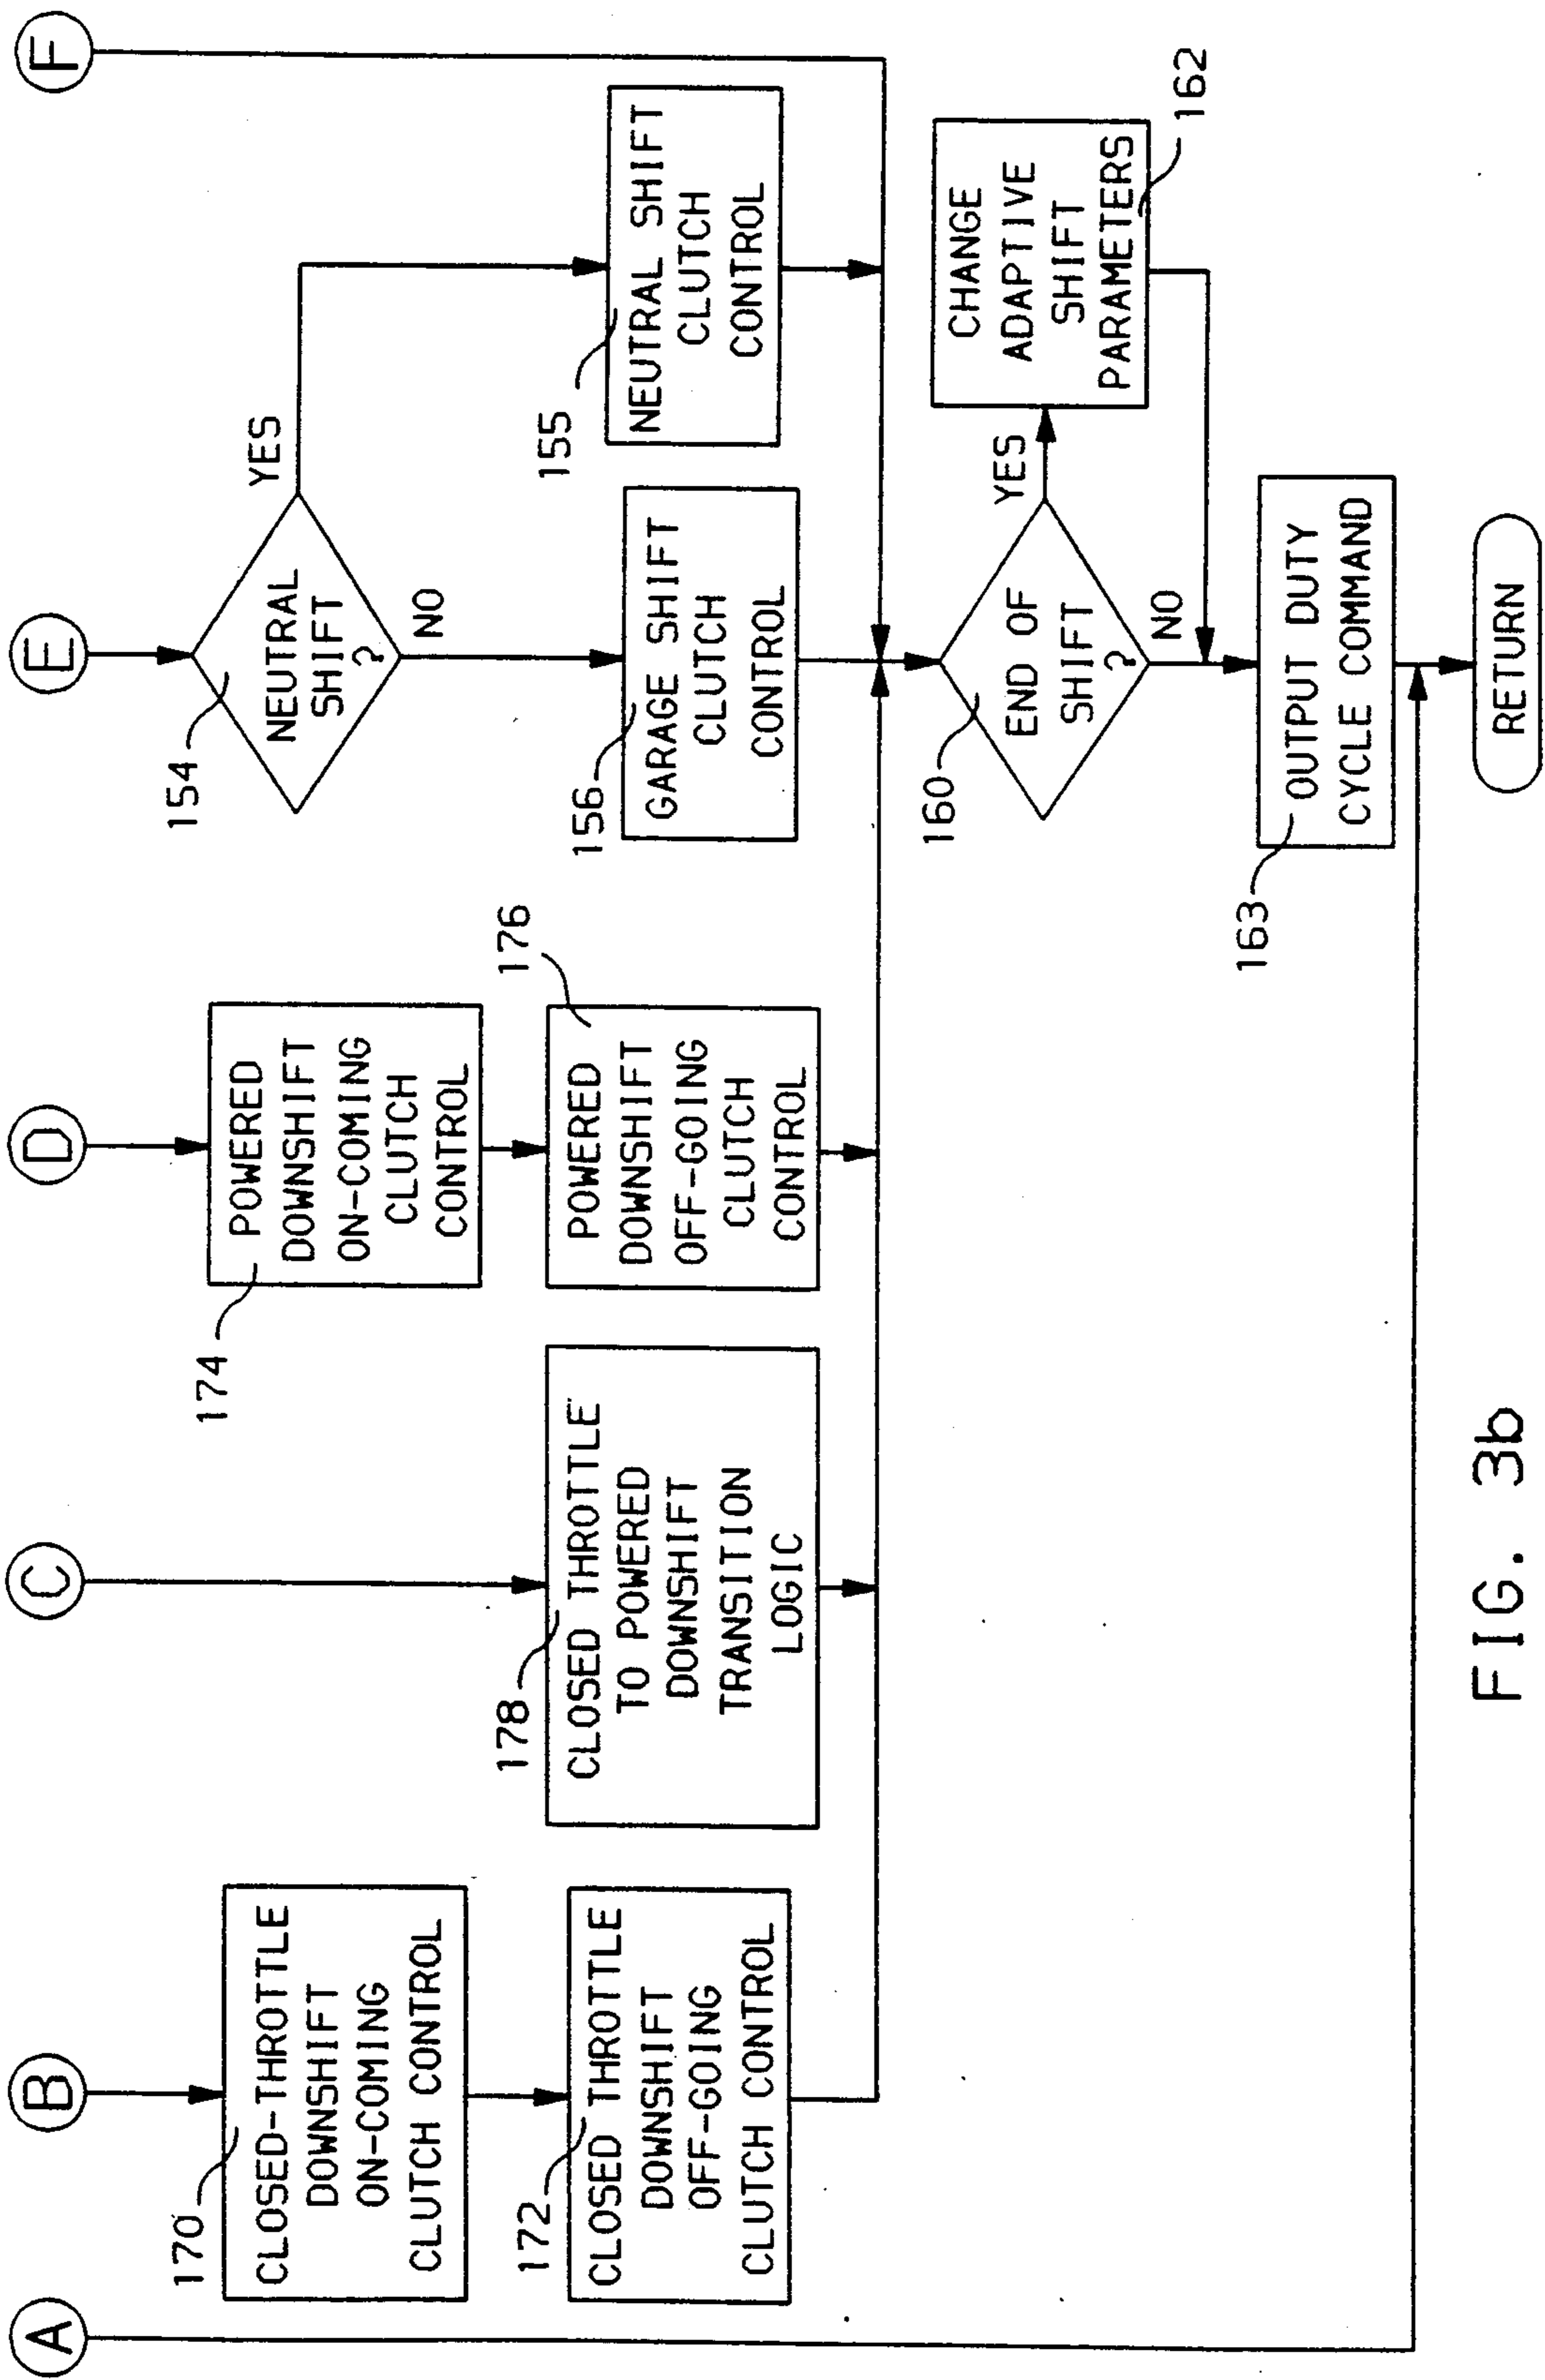 A
B
C
D
E
F
170
CLOSED-THROTTLE
DOWNSHIFT
ON-COMING
CLUTCH CONTROL
172
CLOSED THROTTLE
DOWNSHIFT
OFF-GOING
CLUTCH CONTROL
178
CLOSED THROTTLE
TO POWERED
DOWNSHIFT
TRANSITION
LOGIC
174
POWERED
DOWNSHIFT
ON-COMING
CLUTCH
CONTROL
176
POWERED
DOWNSHIFT
OFF-GOING
CLUTCH
CONTROL
154
NEUTRAL
SHIFT
?
YES
NO
156
GARAGE SHIFT
CLUTCH
CONTROL
155
NEUTRAL SHIFT
CLUTCH
CONTROL
160
END OF
SHIFT
?
YES
NO
CHANGE
ADAPTIVE
SHIFT
PARAMETERS
162
163
OUTPUT DUTY
CYCLE COMMAND
RETURN
FIG. 3b